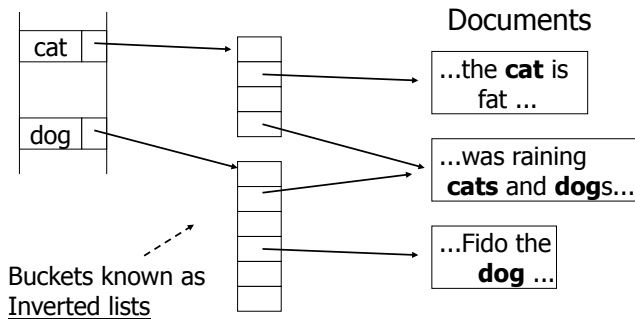 Documents
cat
...the cat is
fat ...
dog
...was raining
cats and dogs...
...Fido the
dog ...
Buckets known as
Inverted lists